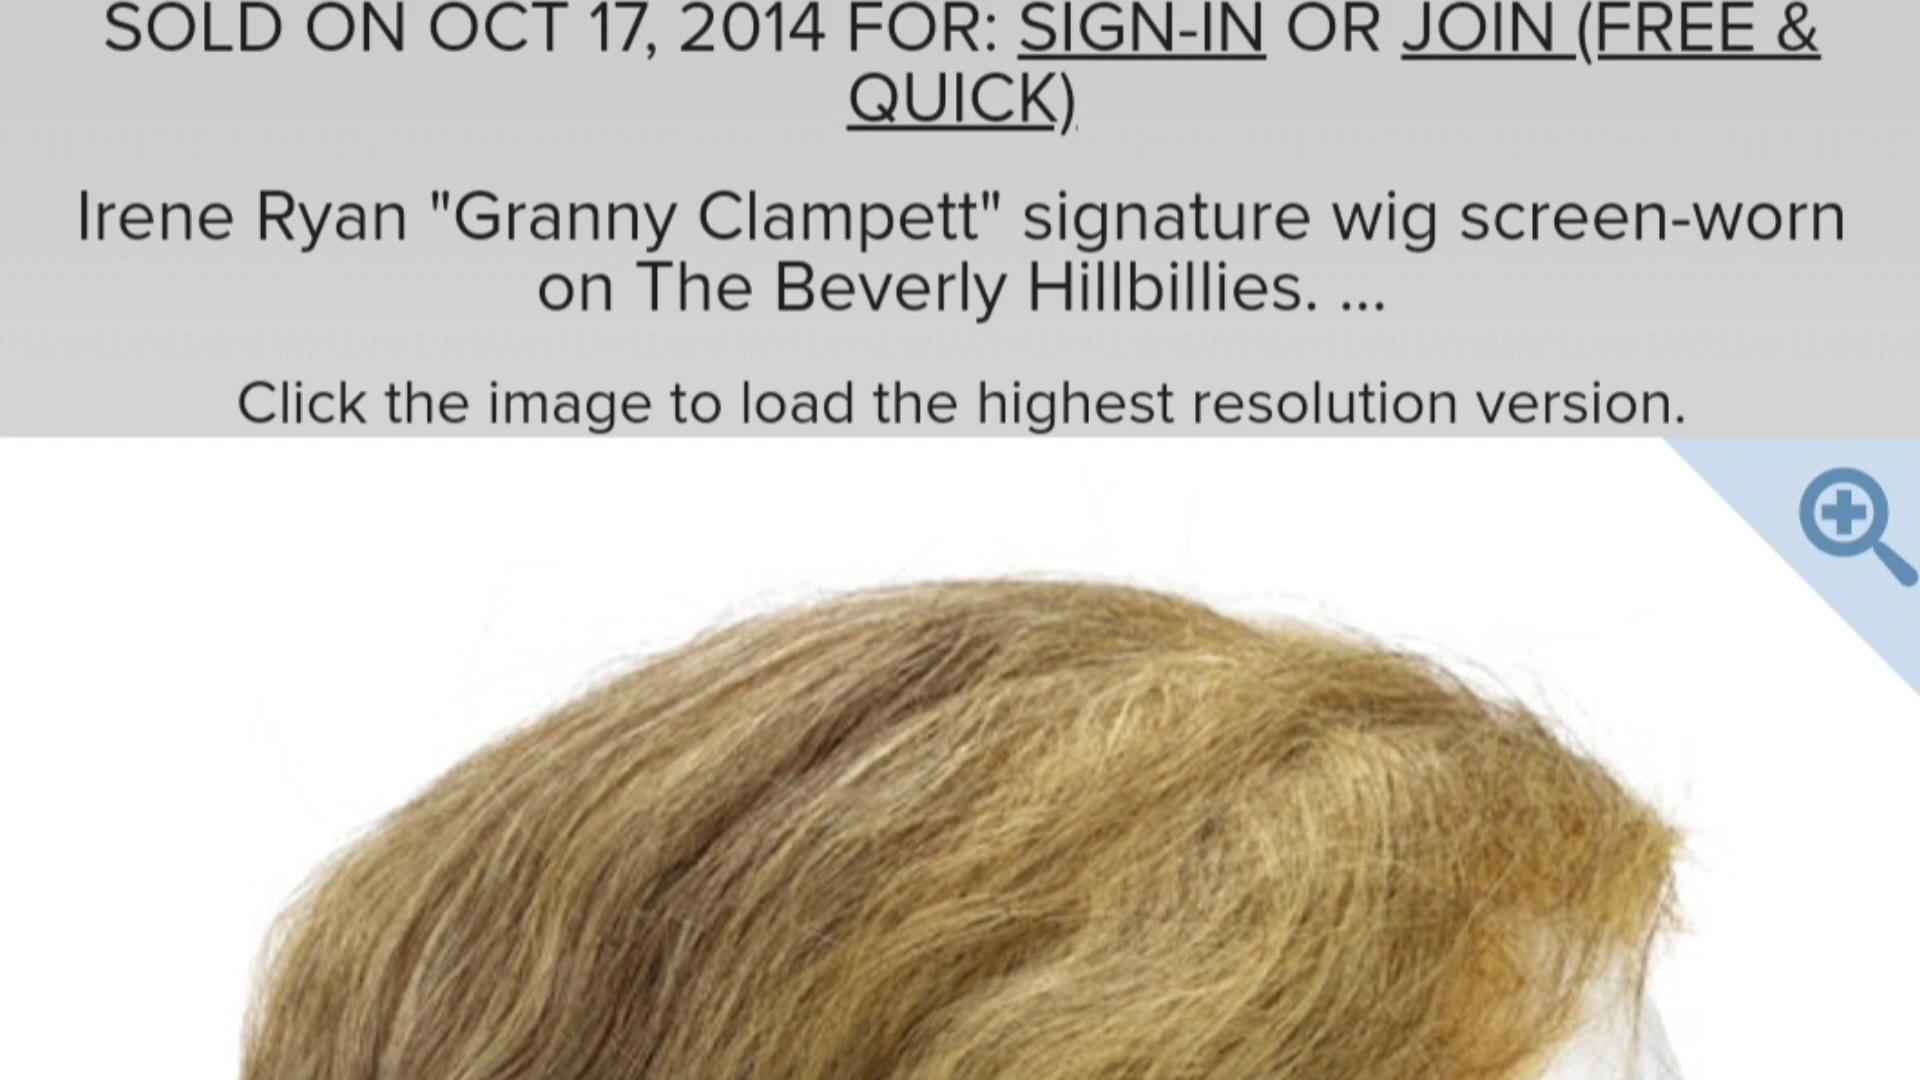 SOLD ON OCT 17, 2014 FOR: SIGN-IN OR JOIN (FREE &
QUICK)
Irene Ryan "Granny Clampett" signature wig screen-worn
on The Beverly Hillbillies. ...
Click the image to load the highest resolution version.